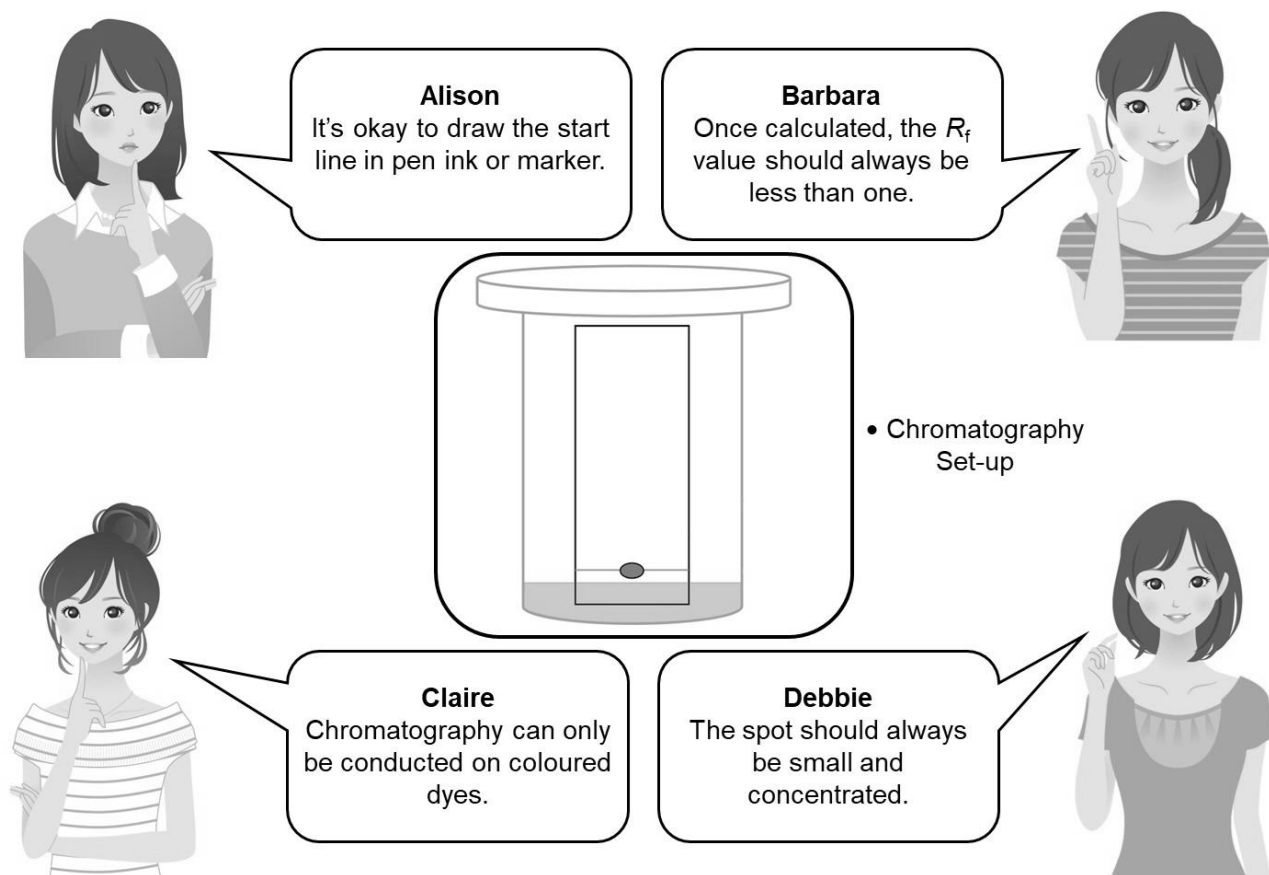 Alison
It's okay to draw the start
line in pen ink or marker.
Barbara
Once calculated, the Rf
value should always be
less than one.
• Chromatography
Set-up
Claire
Chromatography can only
be conducted on coloured
dyes.
Debbie
The spot should always
be small and
concentrated.